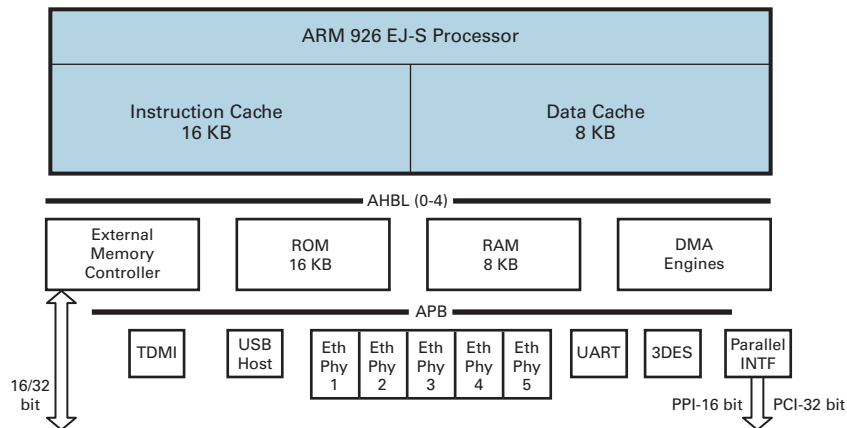 ARM 926 EJ-S Processor
Instruction Cache
16 KB
Data Cache
8 KB
AHBL (0-4)
External
Memory
Controller
ROM
16 KB
RAM
8 KB
DMA
Engines
APB
TDMI
USB
Host
Eth
Phy
1
Eth
Phy
2
Eth
Phy
3
Eth
Phy
4
Eth
Phy
5
UART
3DES
Parallel
INTF
16/32
bit
PPI-16 bit
PCI-32 bit